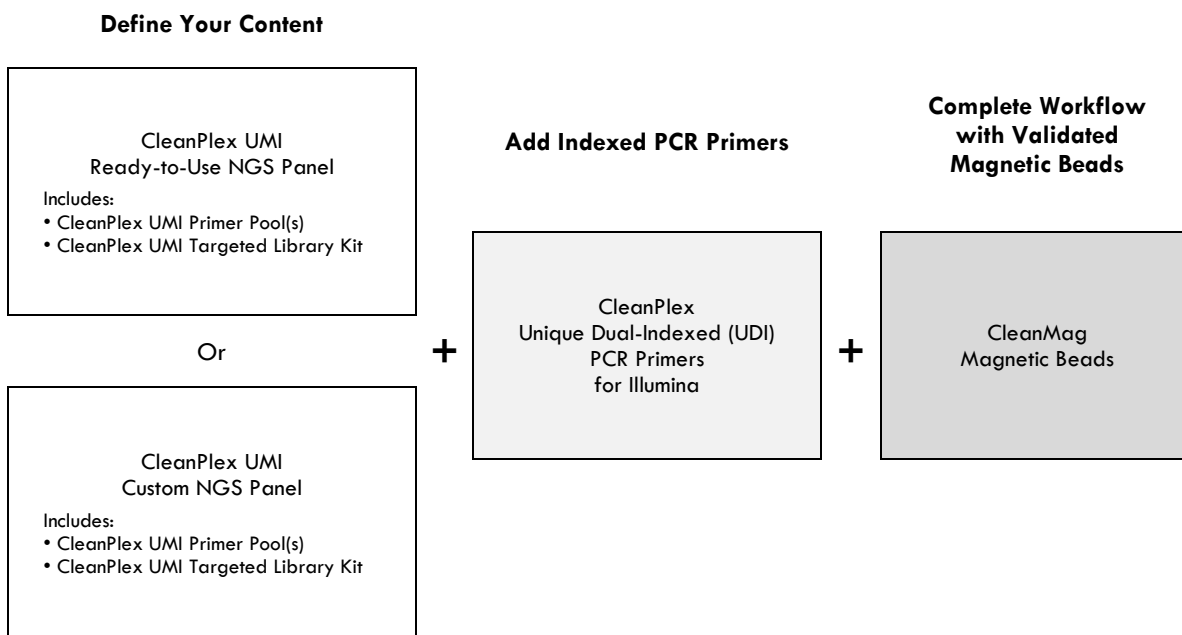 Define Your Content
CleanPlex UMI
Ready-to-Use NGS Panel
Includes:
• CleanPlex UMI Primer Pool(s)
• CleanPlex UMI Targeted Library Kit
Or
CleanPlex UMI
Custom NGS Panel
Includes:
• CleanPlex UMI Primer Pool(s)
• CleanPlex UMI Targeted Library Kit
+
Add Indexed PCR Primers
CleanPlex
Unique Dual-Indexed (UDI)
PCR Primers
for Illumina
+
Complete Workflow
with Validated
Magnetic Beads
CleanMag
Magnetic Beads